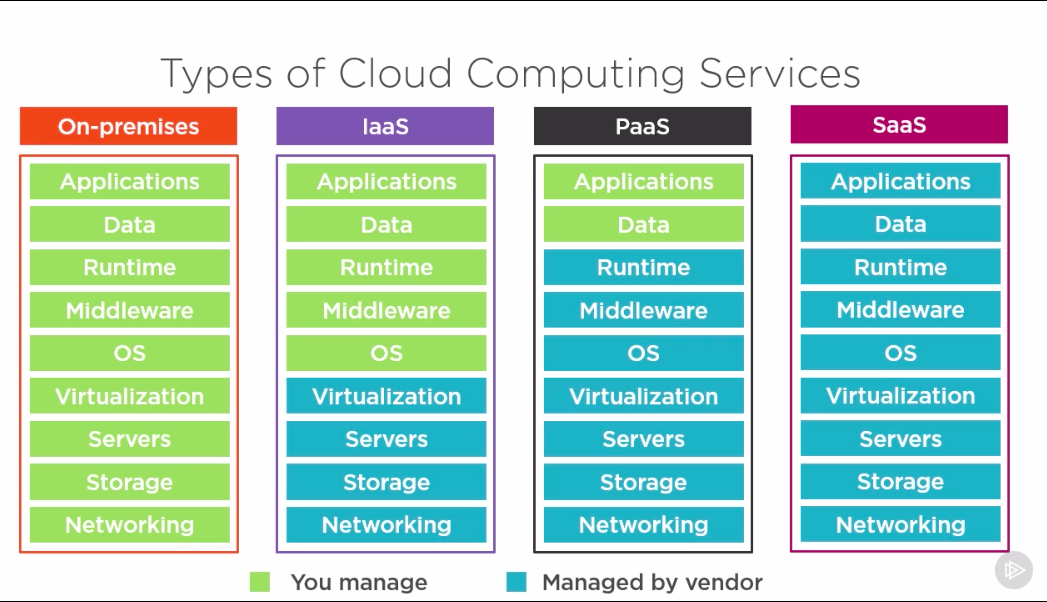 Types of Cloud Computing Services
On-premises
Applications
Data
Runtime
Middleware
OS
Virtualization
Servers
Storage
Networking
IaaS
Applications
Data
Runtime
Middleware
OS
Virtualization
Servers
Storage
Networking
PaaS
Applications
Data
Runtime
Middleware
OS
Virtualization
Servers
Storage
Networking
SaaS
Applications
Data
Runtime
Middleware
OS
Virtualization
Servers
Storage
Networking
You manage
Managed by vendor